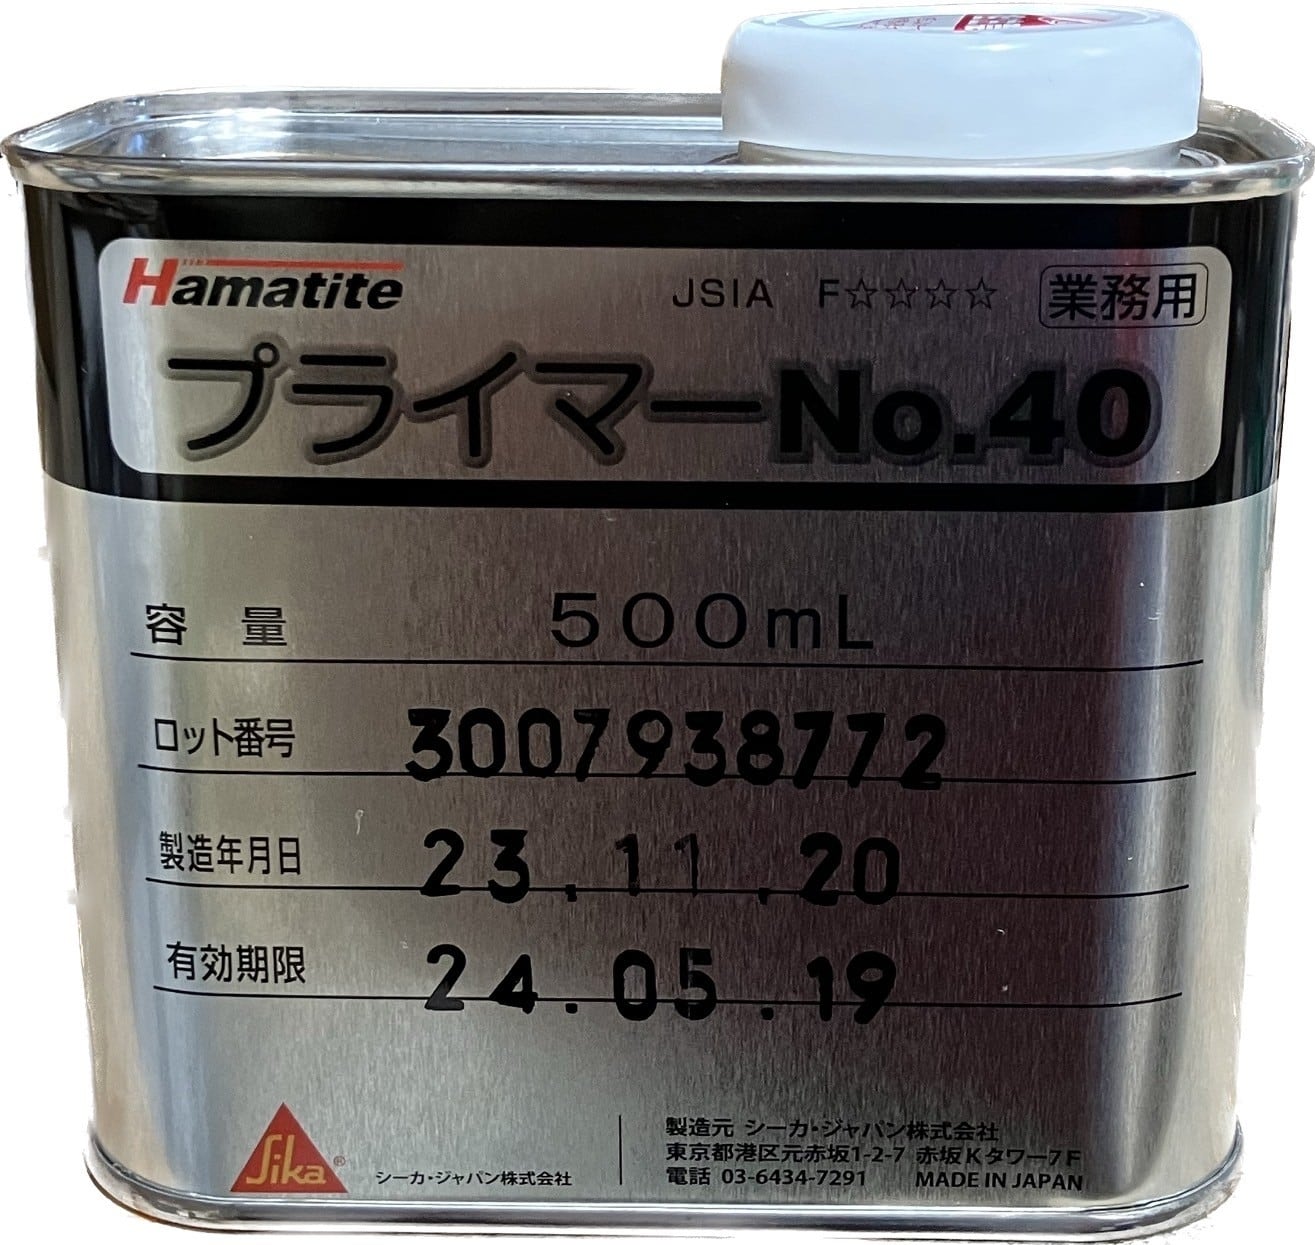 Hamatite
JSIA F☆☆☆☆ 業務用
プライマーNo.40
容 量 500mL
ロット番号 3007938772
製造年月日 23.11.20
有効期限 24.05.19
Sika®
シーカ・ジャパン株式会社
製造元 シーカ・ジャパン株式会社
東京都港区元赤坂1-2-7 赤坂Kタワー7F
電話 03-6434-7291 MADE IN JAPAN